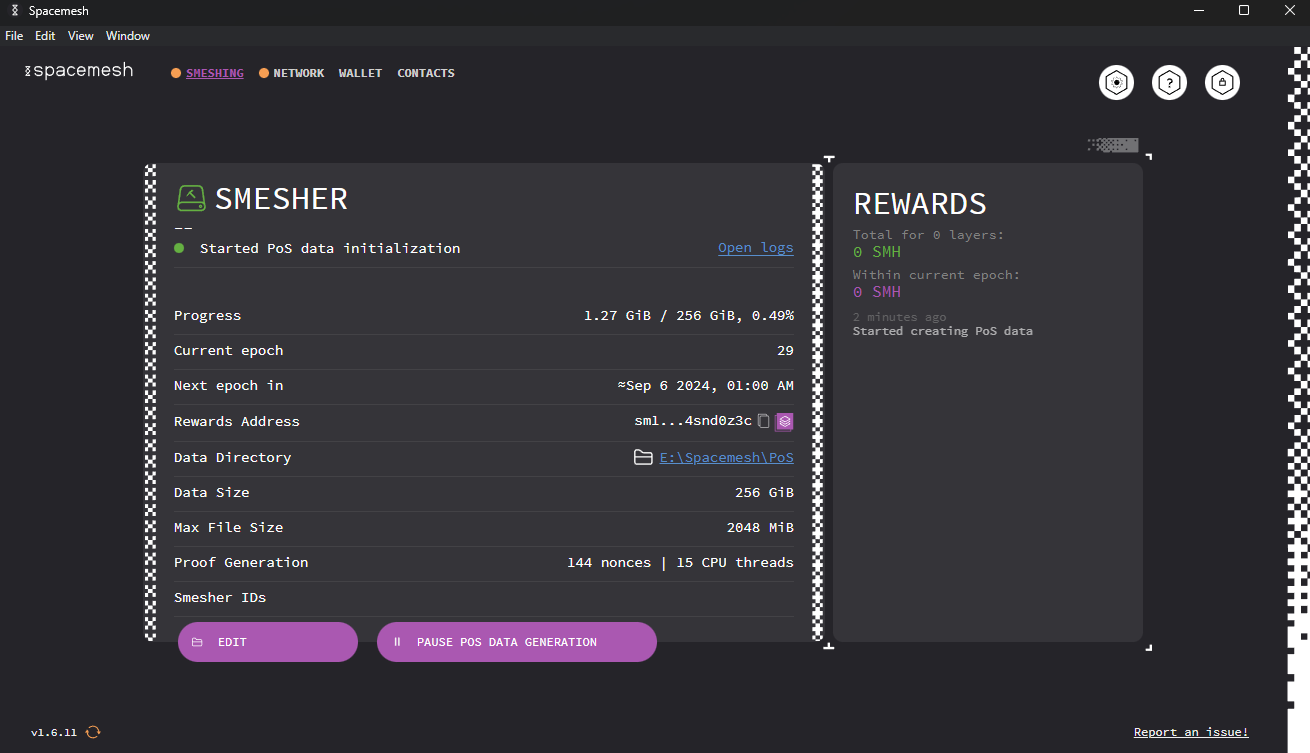 Spacemesh
File Edit View Window
spacemesh
SMESHING NETWORK WALLET CONTACTS
?
SMESHER
--
Started PoS data initialization Open logs
Progress 1.27 GiB / 256 GiB, 0.49%
Current epoch 29
Next epoch in ≈Sep 6 2024, 01:00 AM
Rewards Address sm1...4snd0z3c
Data Directory E:\Spacemesh\PoS
Data Size 256 GiB
Max File Size 2048 MiB
Proof Generation 144 nonces | 15 CPU threads
Smesher IDs
EDIT PAUSE POS DATA GENERATION
REWARDS
Total for 0 layers:
0 SMH
Within current epoch:
0 SMH
2 minutes ago
Started creating PoS data
v1.6.11
Report an issue!